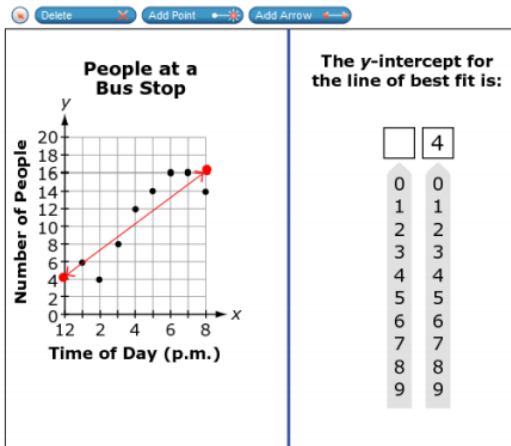 Delete
Add Point
Add Arrow
People at a
Bus Stop
y
Number of People
20
18
16
14
12
10
8
6
4
2
0
12 2 4 6 8
x
Time of Day (p.m.)
The y-intercept for
the line of best fit is:
4
0 0
1 1
2 2
3 3
4 4
5 5
6 6
7 7
8 8
9 9